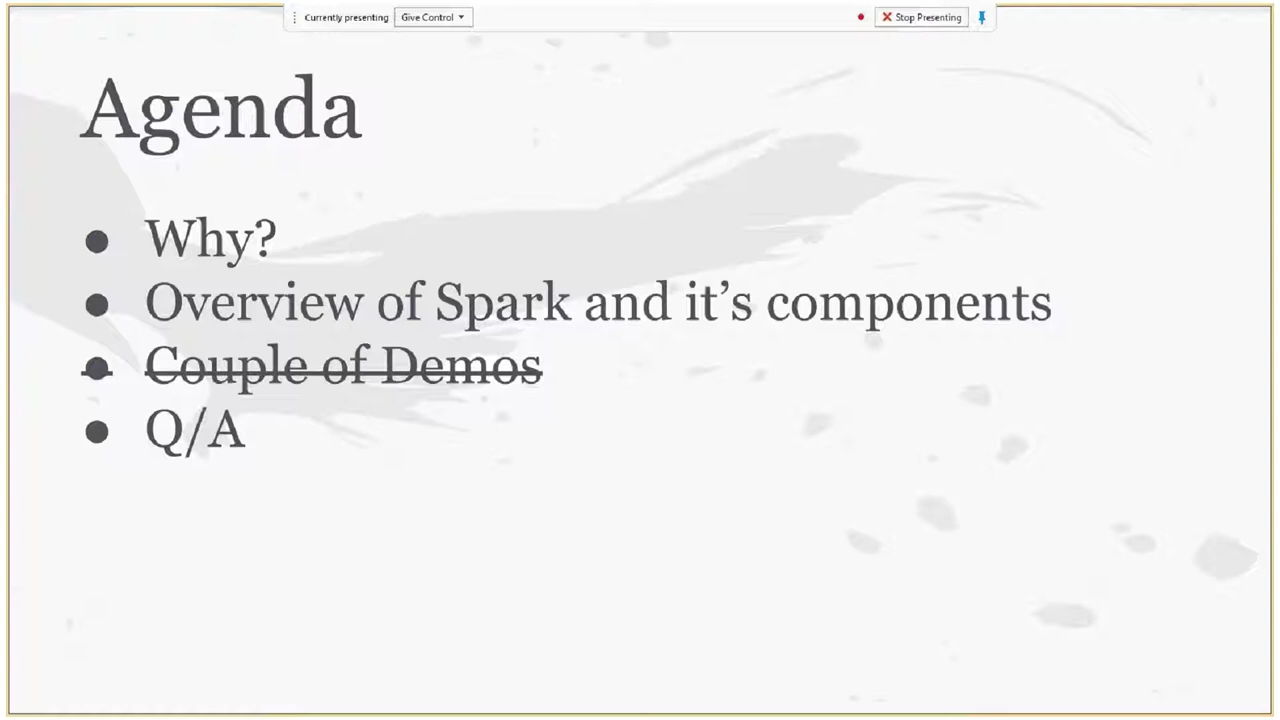 Currently presenting Give Control Stop Presenting
Agenda
● Why?
● Overview of Spark and it’s components
● Couple of Demos
● Q/A